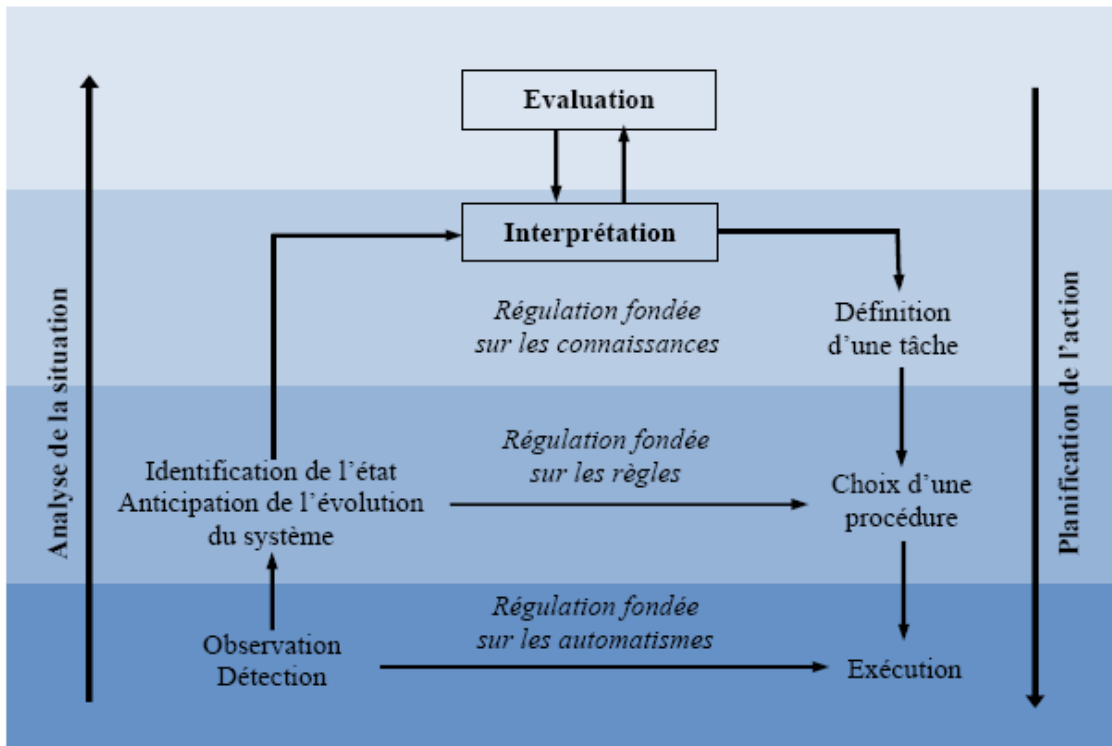 Evaluation
Interprétation
Régulation fondée
sur les connaissances
Définition
d’une tâche
Analyse de la situation
Planification de l’action
Identification de l’état
Anticipation de l’évolution
du système
Régulation fondée
sur les règles
Choix d’une
procédure
Observation
Détection
Régulation fondée
sur les automatismes
Exécution